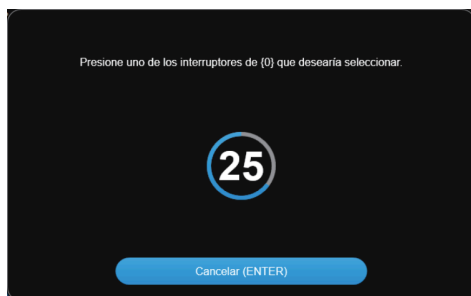 Presione uno de los interruptores de {0} que desearía seleccionar.
25
Cancelar (ENTER)